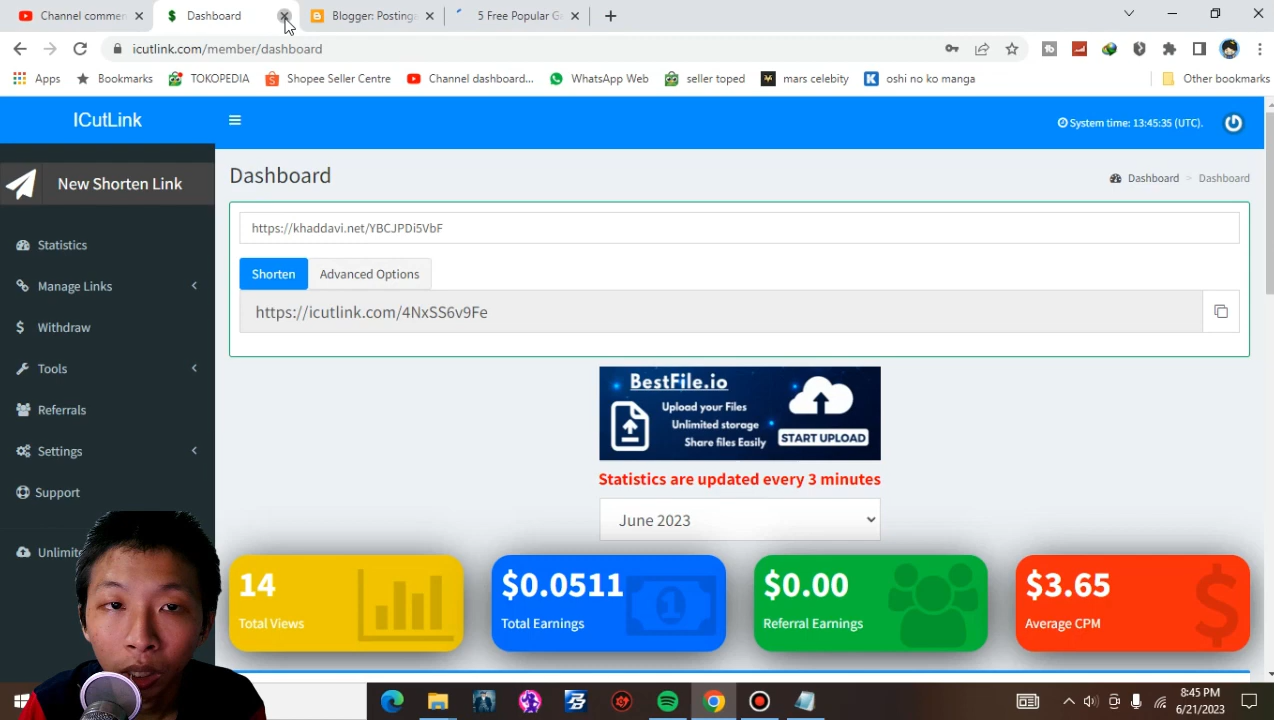 Channel commer
Dashboard
Blogger: Posting
5 Free Popular G
icutlink.com/member/dashboard
Apps
Bookmarks
TOKOPEDIA
Shopee Seller Centre
Channel dashboard...
WhatsApp Web
seller toped
mars celebity
oshi no ko manga
Other bookmarks
ICutLink
System time: 13:45:35 (UTC).
New Shorten Link
Dashboard
Dashboard > Dashboard
https://khaddavi.net/YBCJPDi5VbF
Shorten
Advanced Options
https://icutlink.com/4NxSS6v9Fe
Statistics
Manage Links
Withdraw
Tools
Referrals
Settings
Support
Unlimite
BestFile.io
Upload your Files
Unlimited storage
Share files Easily
START UPLOAD
Statistics are updated every 3 minutes
June 2023
14
Total Views
$0.0511
Total Earnings
$0.00
Referral Earnings
$3.65
Average CPM
8:45 PM
6/21/2023